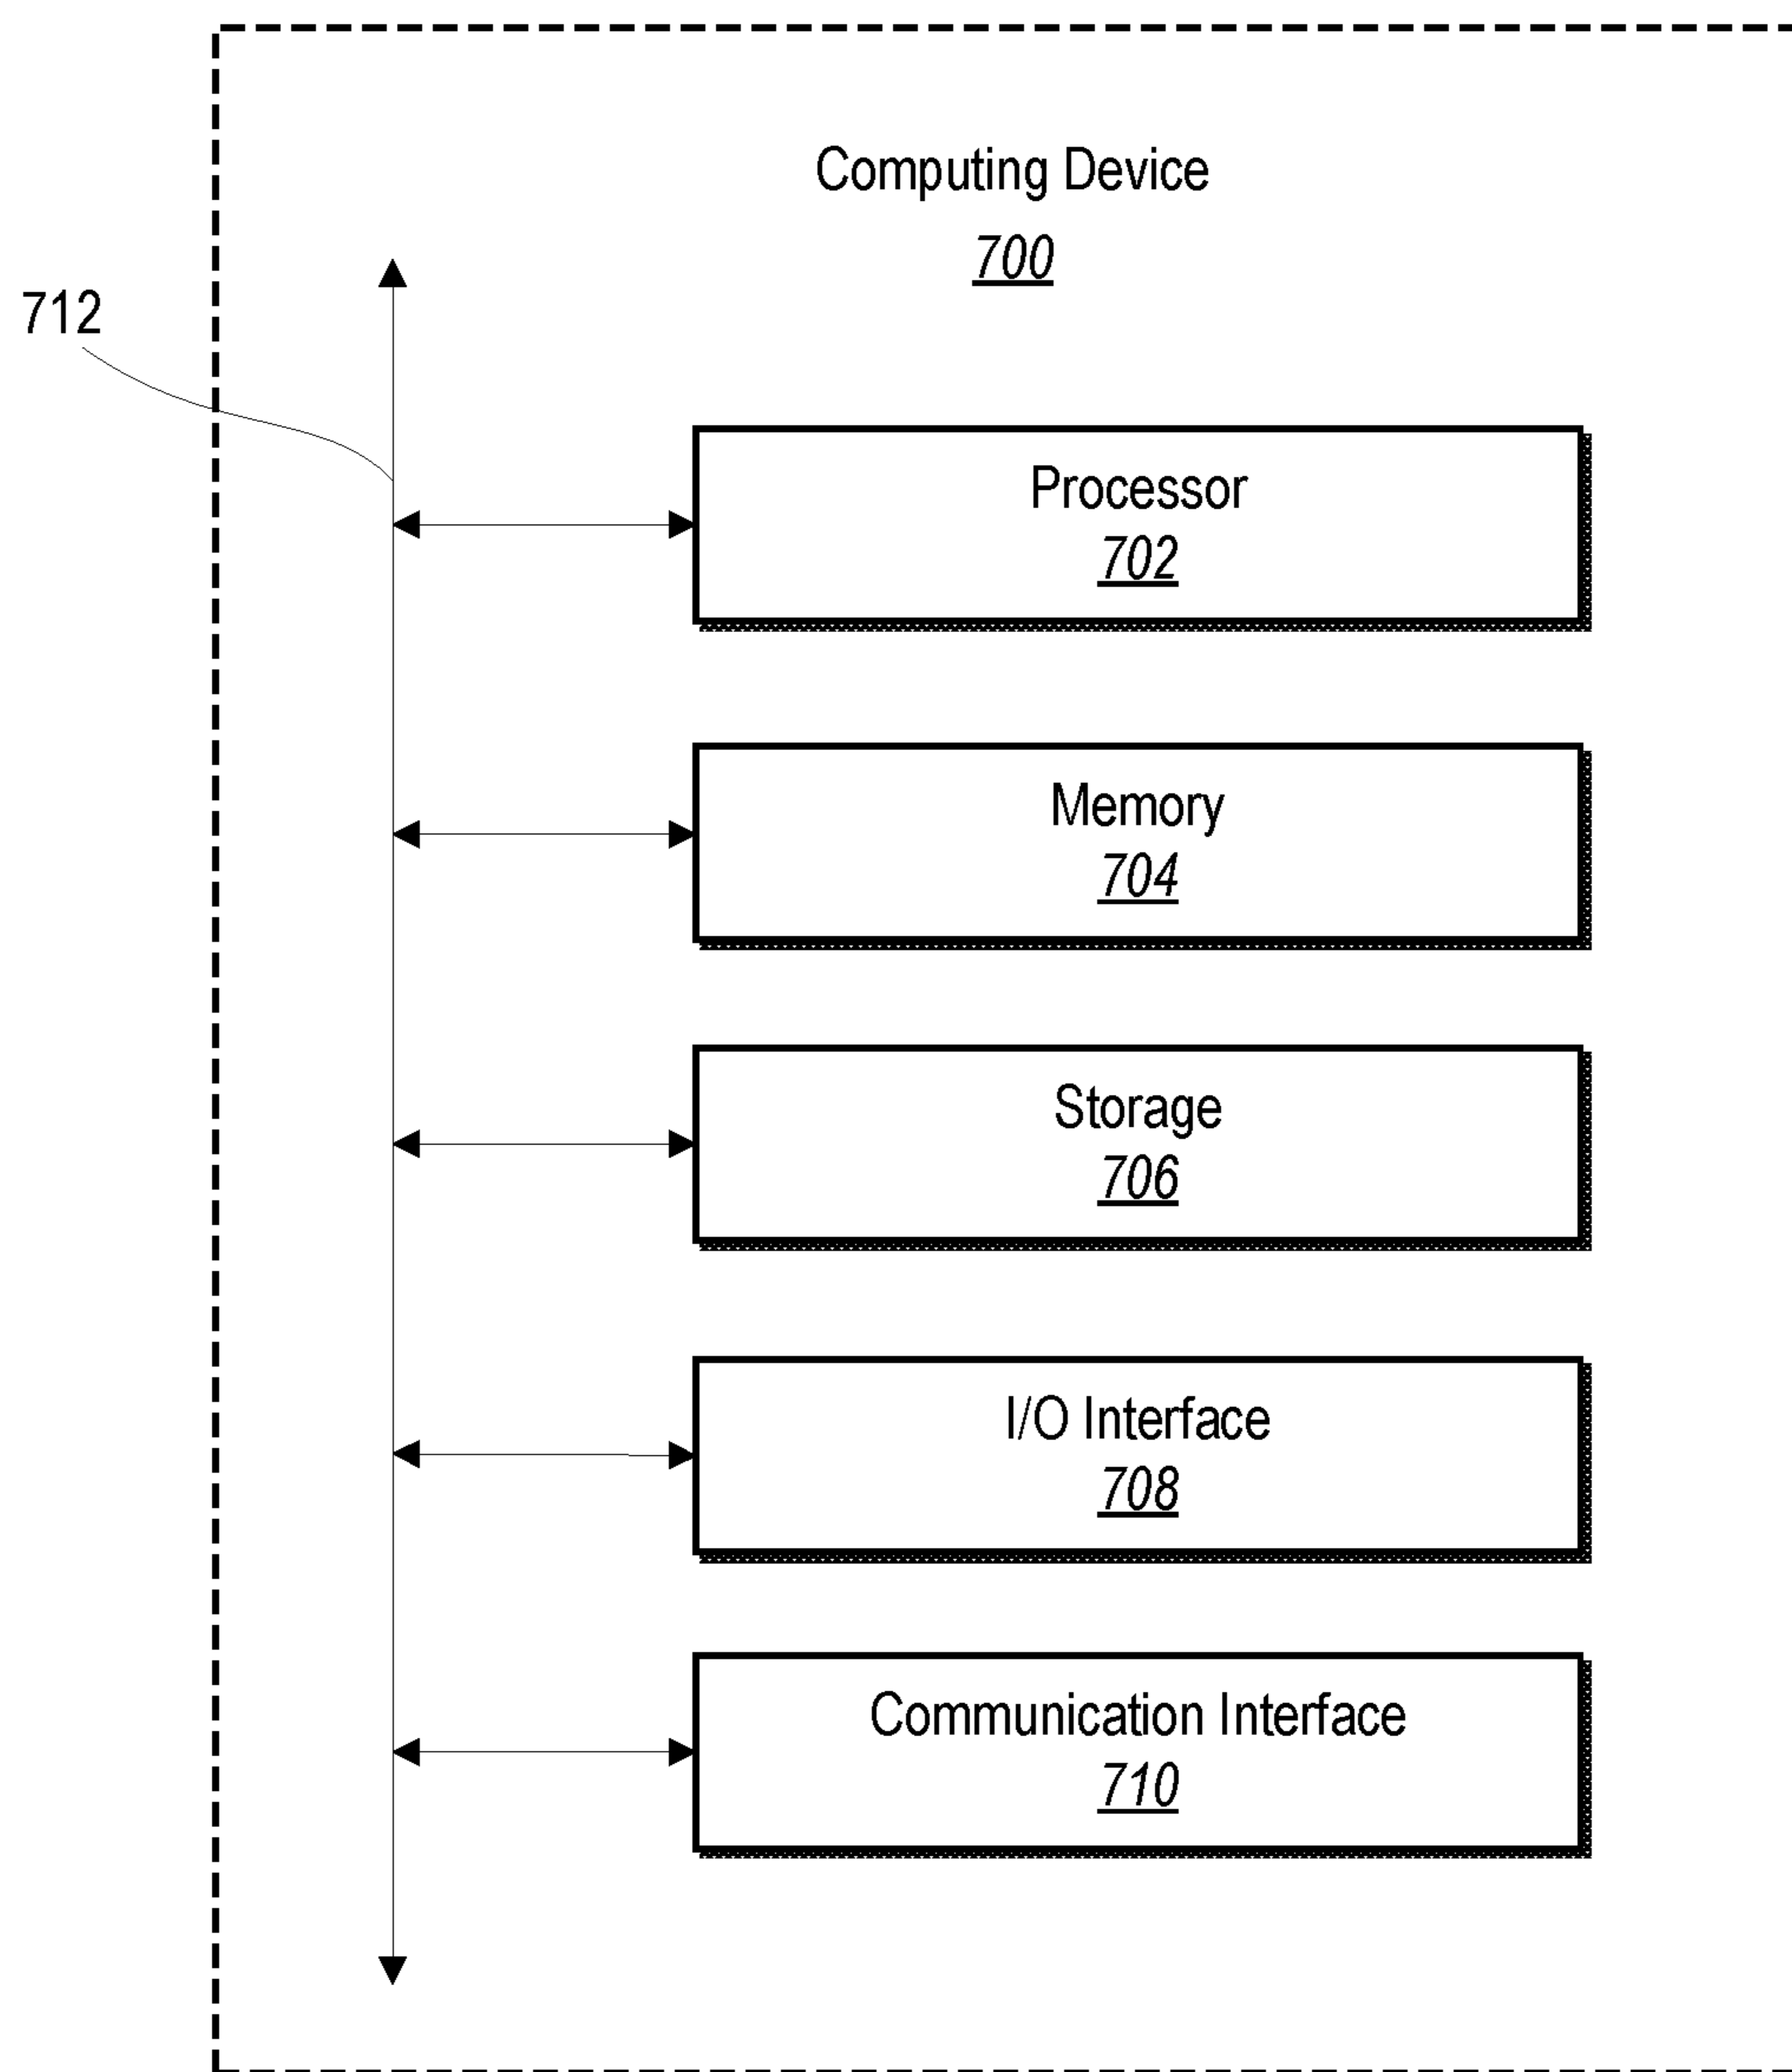 Computing Device
700
712
Processor
702
Memory
704
Storage
706
I/O Interface
708
Communication Interface
710